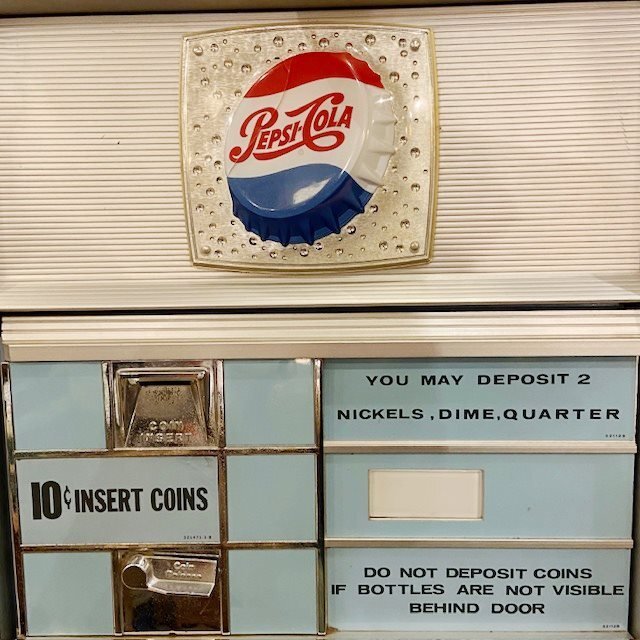 PEPSI-COLA
YOU MAY DEPOSIT 2
NICKELS, DIME, QUARTER
COIN
INSERT
10¢ INSERT COINS
Coin
DO NOT DEPOSIT COINS
IF BOTTLES ARE NOT VISIBLE
BEHIND DOOR